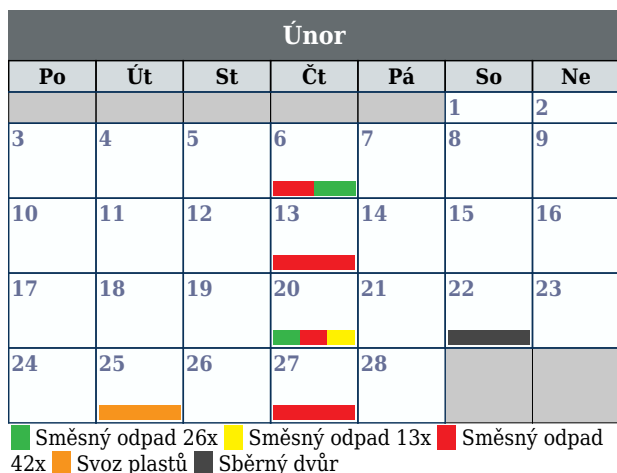 Únor
Po Út St Čt Pá So Ne
1 2
3 4 5 6 7 8 9
10 11 12 13 14 15 16
17 18 19 20 21 22 23
24 25 26 27 28
Směsný odpad 26x Směsný odpad 13x Směsný odpad
42x Svoz plastů Sběrný dvůr